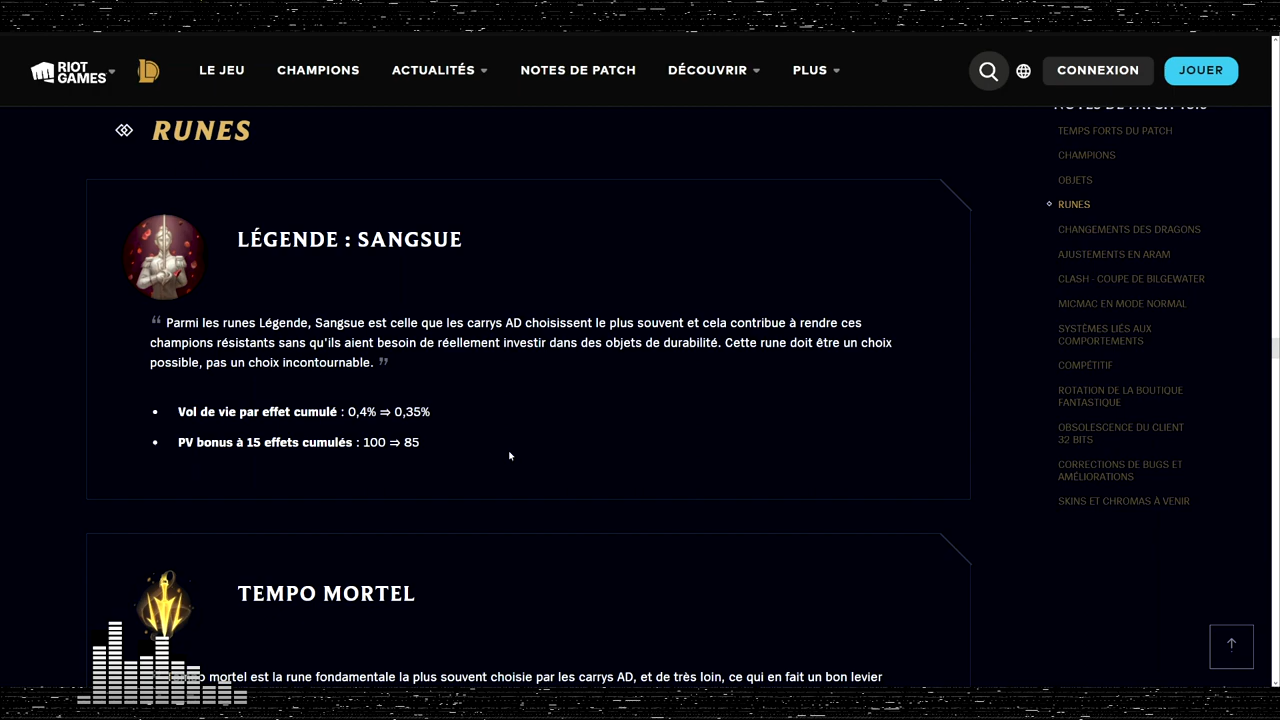 RIOT
GAMES
LE JEU
CHAMPIONS
ACTUALITÉS
NOTES DE PATCH
DÉCOUVRIR
PLUS
CONNEXION
JOUER
RUNES
LÉGENDE : SANGSUE
“ Parmi les runes Légende, Sangsue est celle que les carrys AD choisissent le plus souvent et cela contribue à rendre ces
champions résistants sans qu'ils aient besoin de réellement investir dans des objets de durabilité. Cette rune doit être un choix
possible, pas un choix incontournable. ”
• Vol de vie par effet cumulé : 0,4% ⇒ 0,35%
• PV bonus à 15 effets cumulés : 100 ⇒ 85
TEMPO MORTEL
mortel est la rune fondamentale la plus souvent choisie par les carrys AD, et de très loin, ce qui en fait un bon levier
NOTES DE PATCH
TEMPS FORTS DU PATCH
CHAMPIONS
OBJETS
RUNES
CHANGEMENTS DES DRAGONS
AJUSTEMENTS EN ARAM
CLASH - COUPE DE BILGEWATER
MICMAC EN MODE NORMAL
SYSTÈMES LIÉS AUX
COMPORTEMENTS
COMPÉTITIF
ROTATION DE LA BOUTIQUE
FANTASTIQUE
OBSOLESCENCE DU CLIENT
32 BITS
CORRECTIONS DE BUGS ET
AMÉLIORATIONS
SKINS ET CHROMAS À VENIR